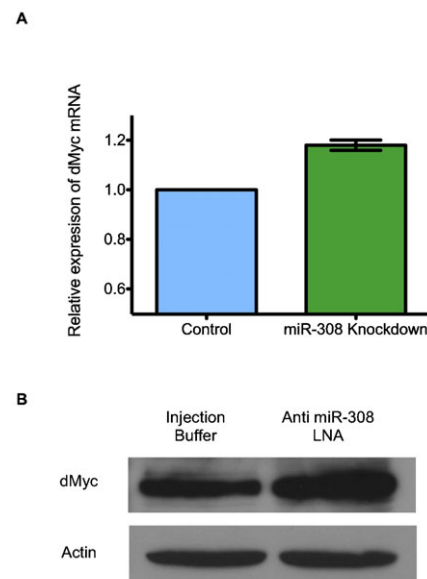 A
Relative expresison of dMyc mRNA
1.2
1.0
0.8
0.6
Control
miR-308 Knockdown
B
Injection
Buffer
Anti miR-308
LNA
dMyc
Actin